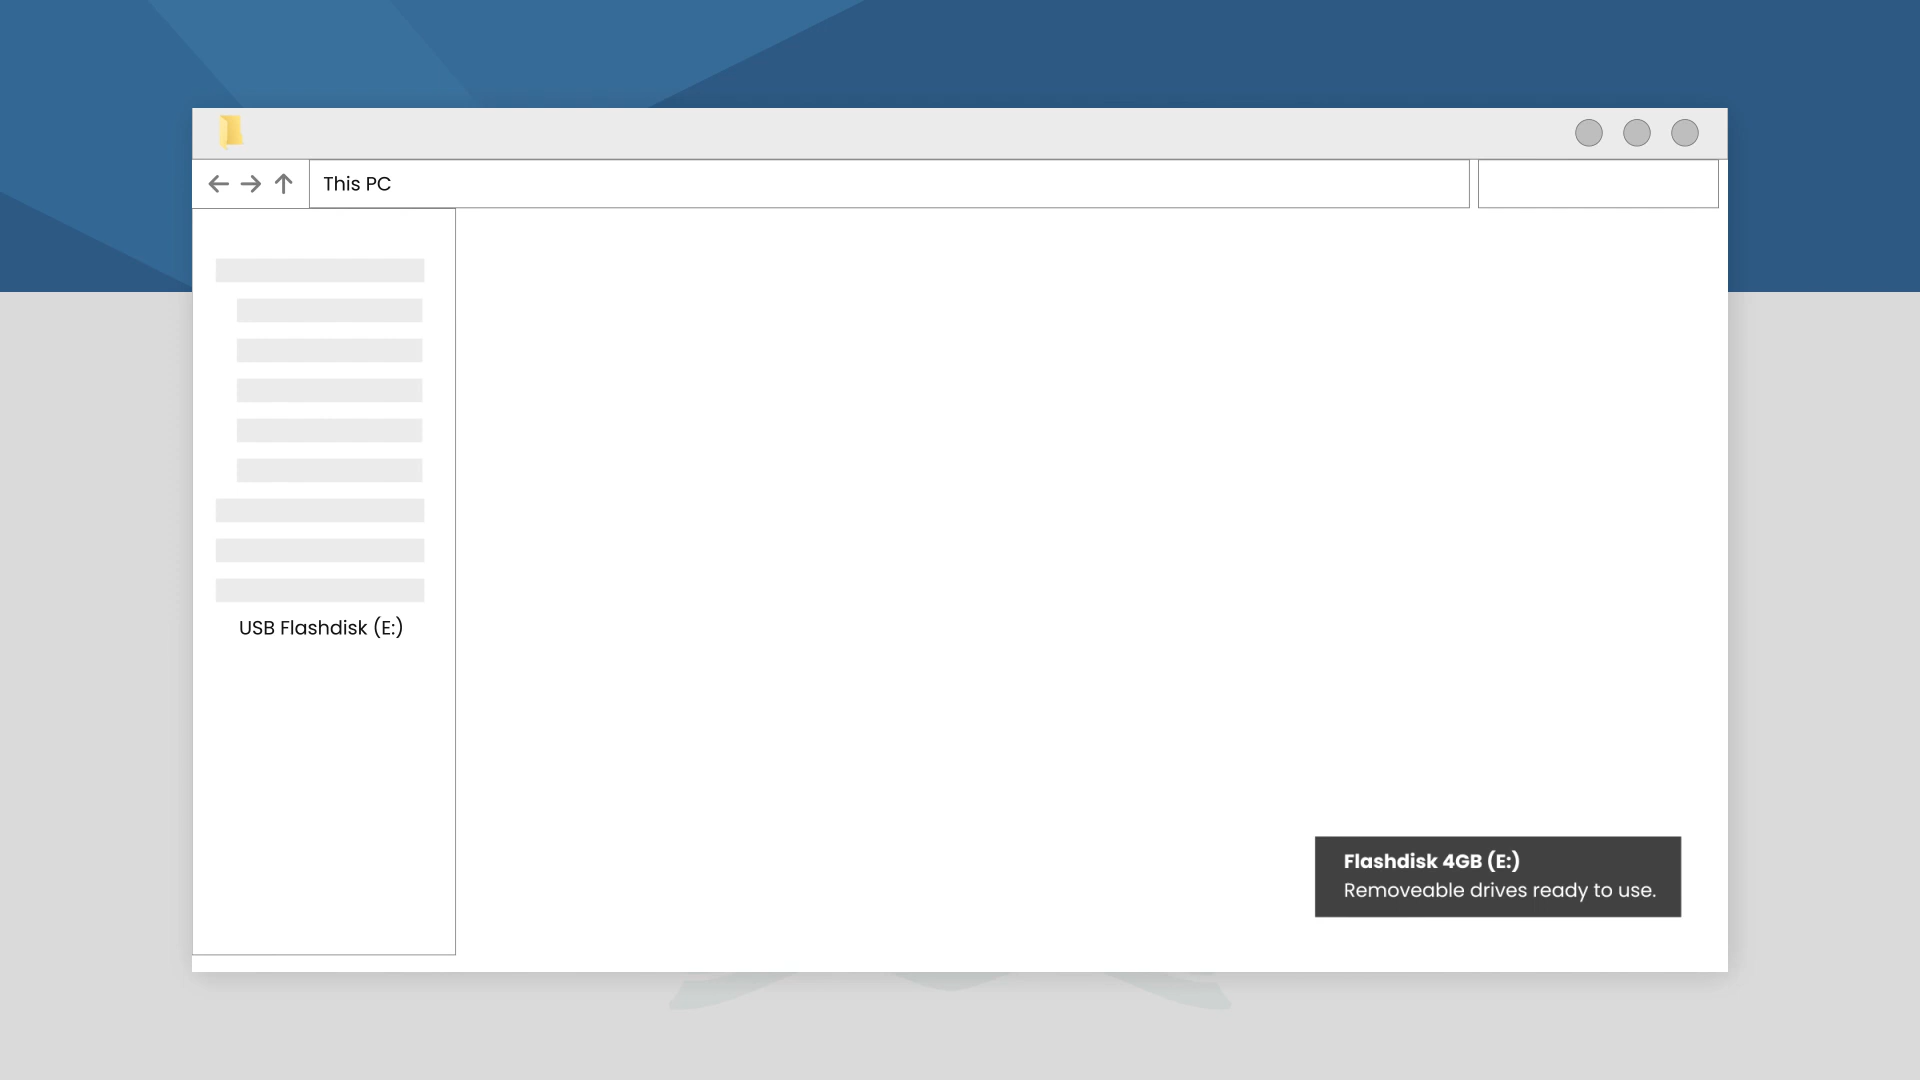 This PC
USB Flashdisk (E:)
Flashdisk 4GB (E:)
Removeable drives ready to use.